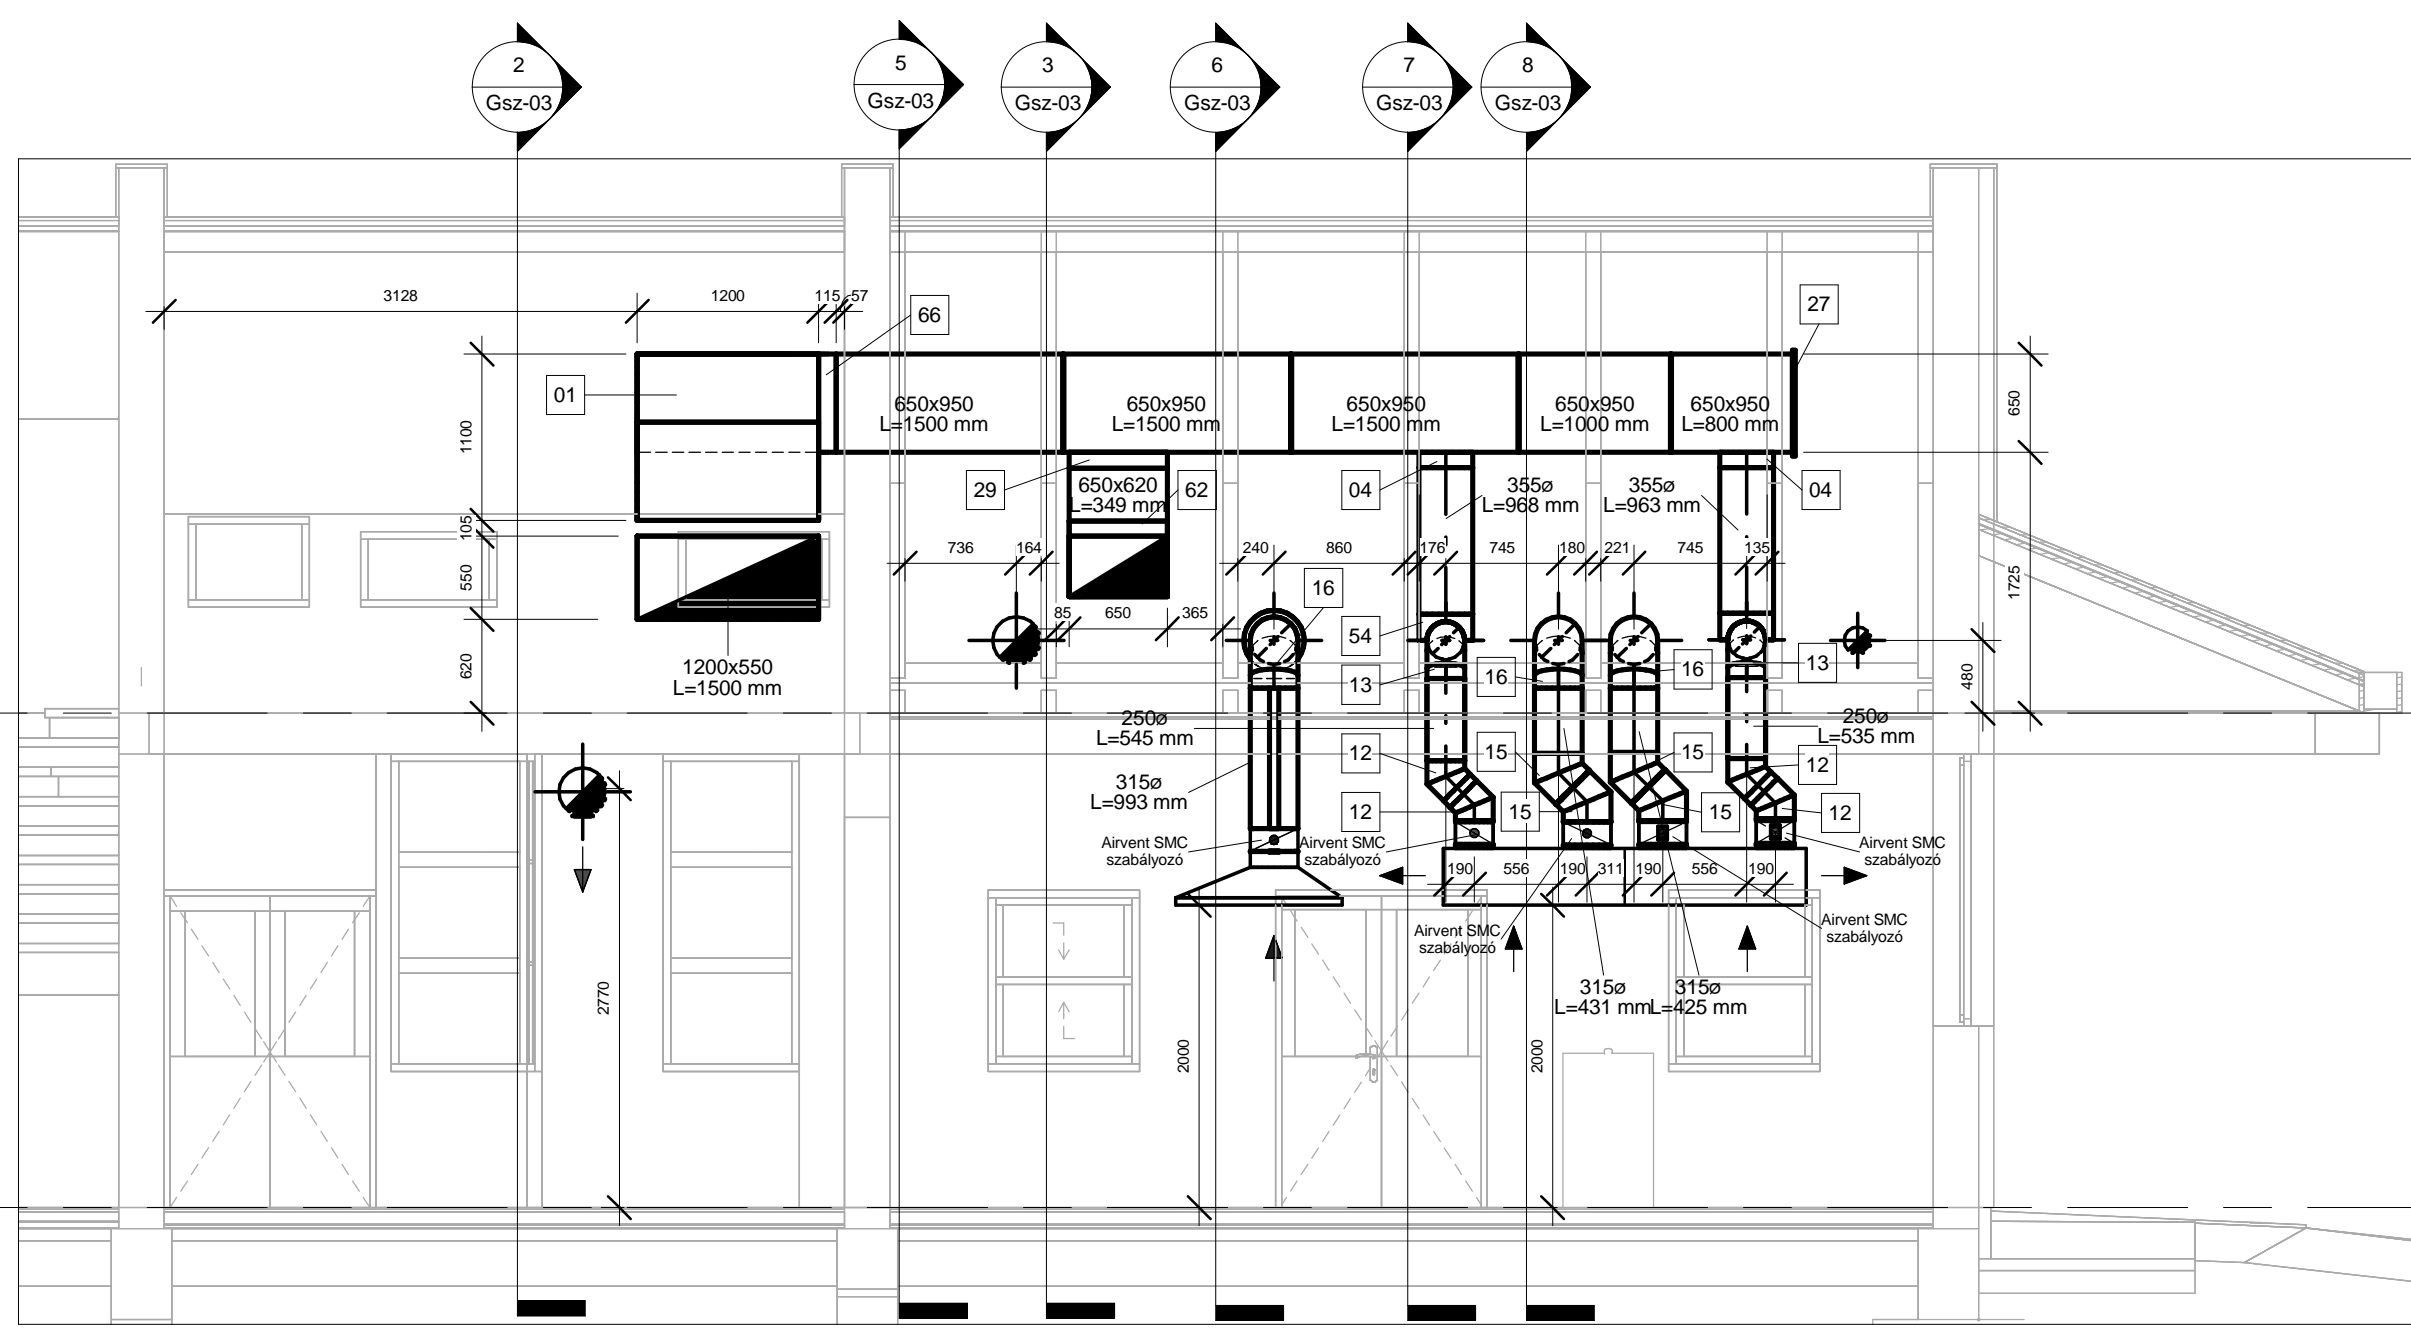 2
Gsz-03
5
Gsz-03
3
Gsz-03
6
Gsz-03
7
Gsz-03
8
Gsz-03
3128
1200
115
57
66
27
01
1100
105
550
620
650x950
L=1500 mm
650x950
L=1500 mm
650x950
L=1500 mm
650x950
L=1000 mm
650x950
L=800 mm
650
1725
480
29
650x620
L=349 mm
62
04
355ø
L=968 mm
355ø
L=963 mm
04
736
164
240
860
176
745
180
221
745
135
85
650
365
16
54
13
16
16
13
1200x550
L=1500 mm
250ø
L=545 mm
250ø
L=535 mm
12
15
15
12
315ø
L=993 mm
12
15
15
12
Airvent SMC
szabályozó
Airvent SMC
szabályozó
Airvent SMC
szabályozó
190
556
190
311
190
556
190
Airvent SMC
szabályozó
Airvent SMC
szabályozó
315ø
L=431 mm
315ø
L=425 mm
2770
2000
2000